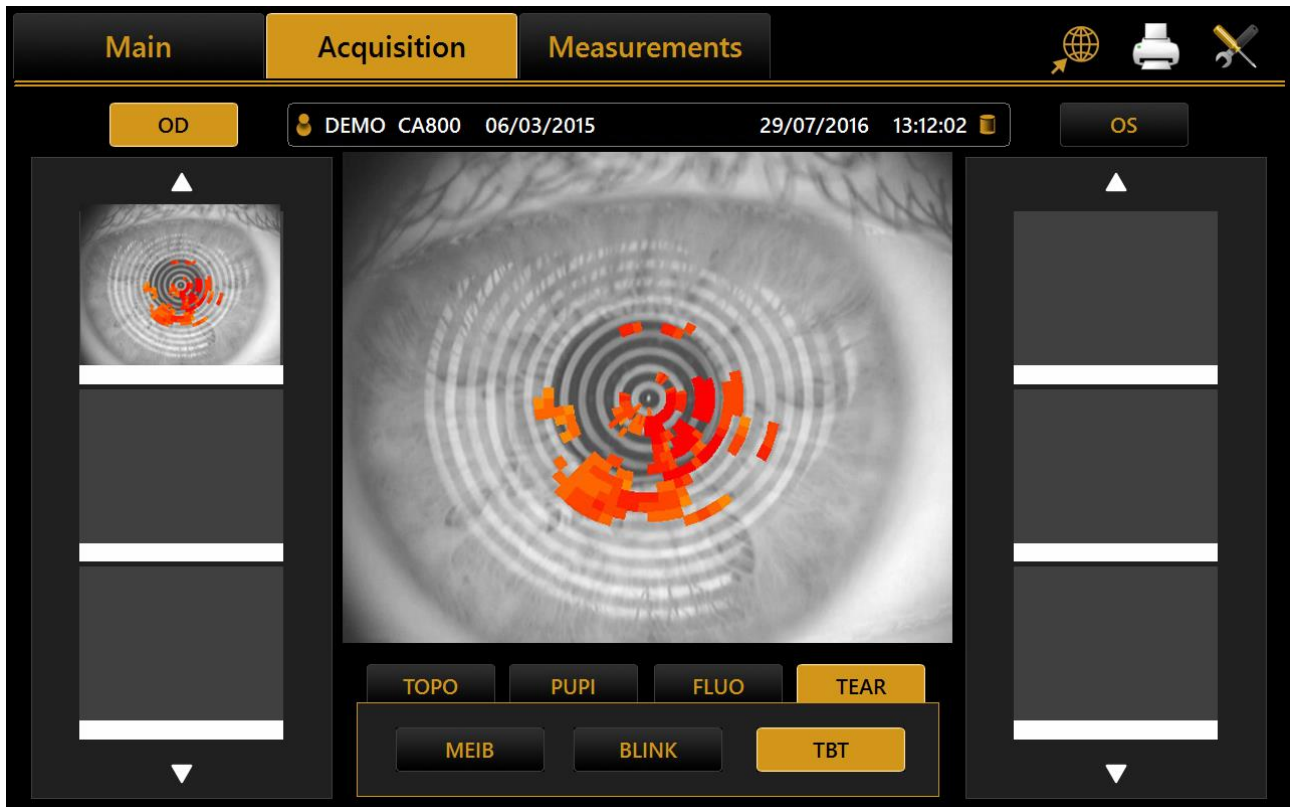 Main Acquisition Measurements
OD DEMO CA800 06/03/2015 29/07/2016 13:12:02 OS
TOPO PUPI FLUO TEAR
MEIB BLINK TBT